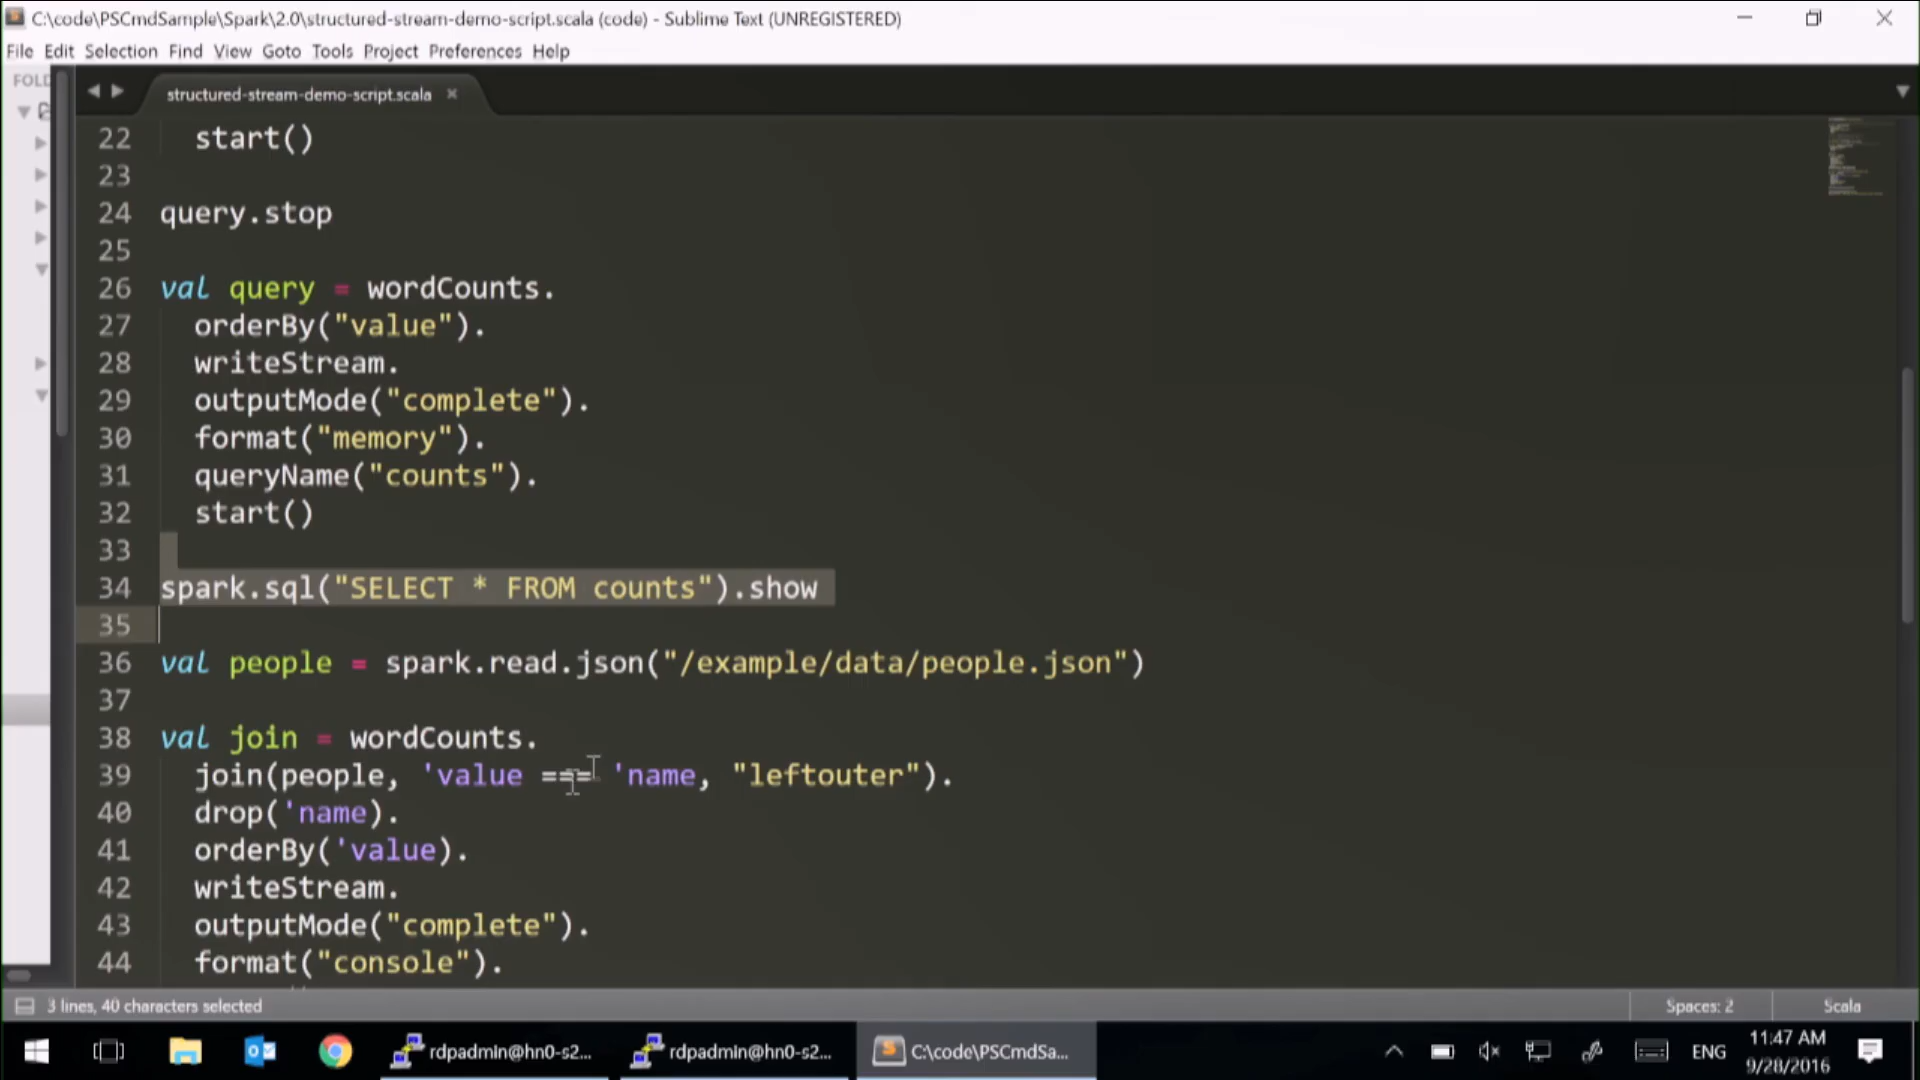 C:\code\PSCmdSample\Spark\2.0\structured-stream-demo-script.scala (code) - Sublime Text (UNREGISTERED)
File Edit Selection Find View Goto Tools Project Preferences Help
FOLD
structured-stream-demo-script.scala
22 start()
23
24 query.stop
25
26 val query = wordCounts.
27 orderBy("value").
28 writeStream.
29 outputMode("complete").
30 format("memory").
31 queryName("counts").
32 start()
33
34 spark.sql("SELECT * FROM counts").show
35
36 val people = spark.read.json("/example/data/people.json")
37
38 val join = wordCounts.
39 join(people, 'value === 'name, "leftouter").
40 drop('name).
41 orderBy('value).
42 writeStream.
43 outputMode("complete").
44 format("console").
3 lines, 40 characters selected
Spaces: 2
Scala
rdpadmin@hn0-s2...
rdpadmin@hn0-s2...
C:\code\PSCmdSa...
ENG
11:47 AM
9/28/2016